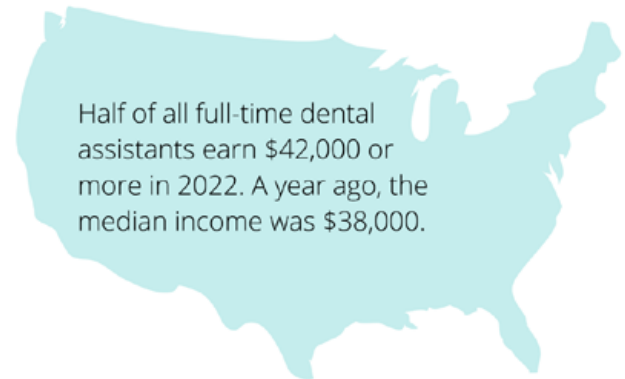 Half of all full-time dental
assistants earn $42,000 or
more in 2022. A year ago, the
median income was $38,000.